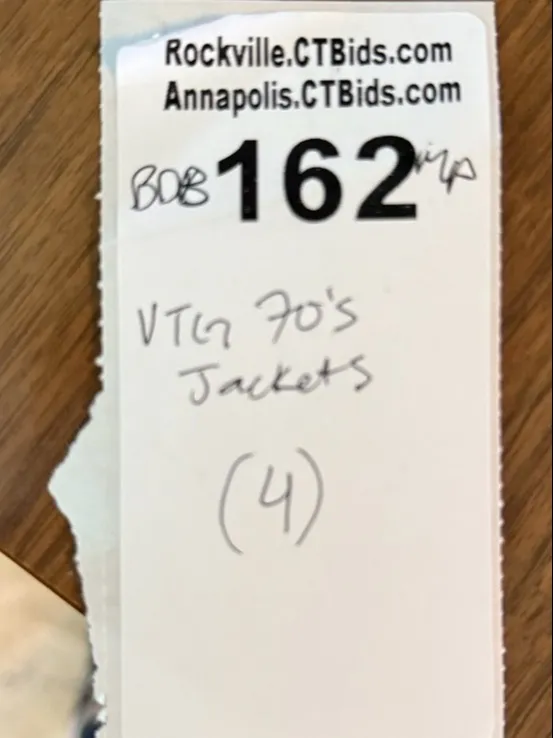 Rockville.CTBids.com
Annapolis.CTBids.com
BDB 162
VTG 70's
Jackets
(4)